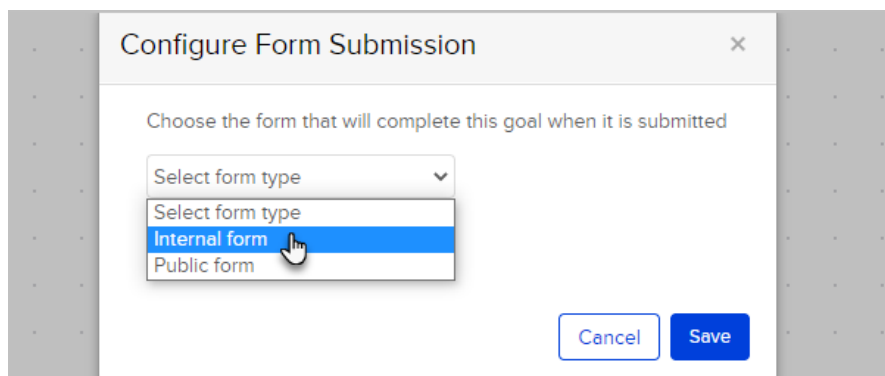 Configure Form Submission ×
Choose the form that will complete this goal when it is submitted
Select form type
Select form type
Internal form
Public form
Cancel Save